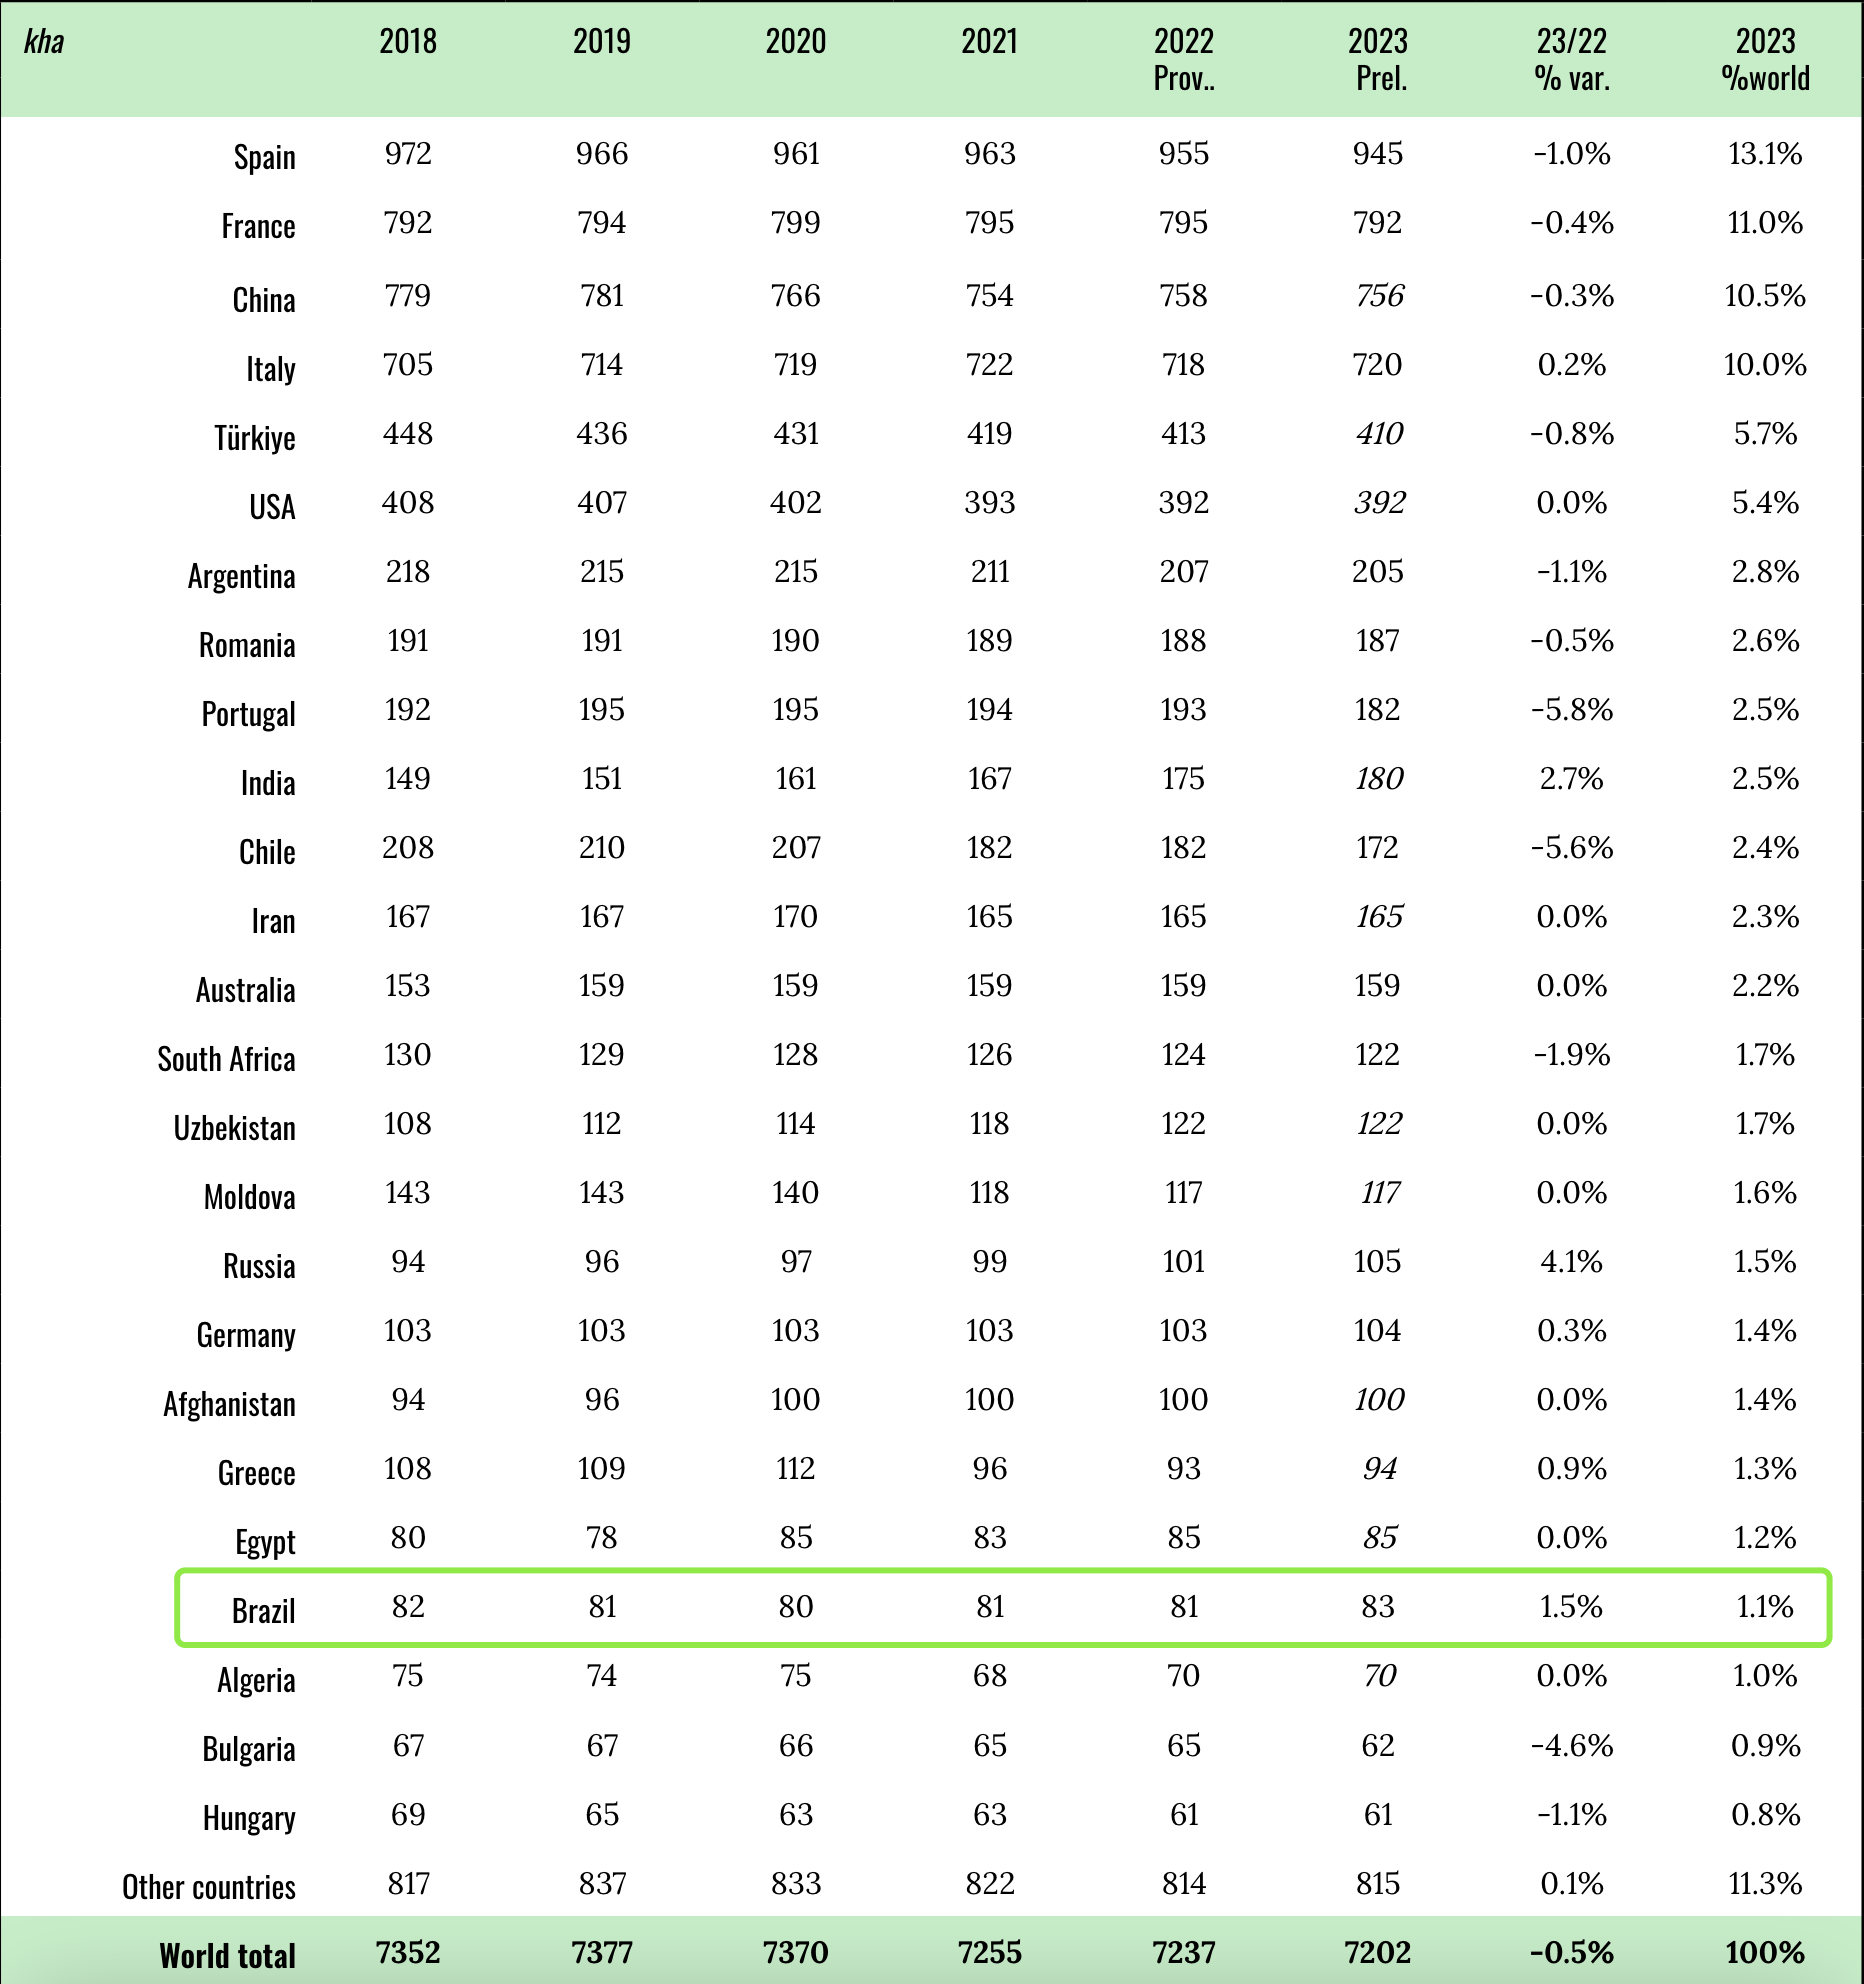 kha 2018 2019 2020 2021 2022 2023 23/22 2023
Prov.. Prel. % var. %world
Spain 972 966 961 963 955 945 -1.0% 13.1%
France 792 794 799 795 795 792 -0.4% 11.0%
China 779 781 766 754 758 756 -0.3% 10.5%
Italy 705 714 719 722 718 720 0.2% 10.0%
Türkiye 448 436 431 419 413 410 -0.8% 5.7%
USA 408 407 402 393 392 392 0.0% 5.4%
Argentina 218 215 215 211 207 205 -1.1% 2.8%
Romania 191 191 190 189 188 187 -0.5% 2.6%
Portugal 192 195 195 194 193 182 -5.8% 2.5%
India 149 151 161 167 175 180 2.7% 2.5%
Chile 208 210 207 182 182 172 -5.6% 2.4%
Iran 167 167 170 165 165 165 0.0% 2.3%
Australia 153 159 159 159 159 159 0.0% 2.2%
South Africa 130 129 128 126 124 122 -1.9% 1.7%
Uzbekistan 108 112 114 118 122 122 0.0% 1.7%
Moldova 143 143 140 118 117 117 0.0% 1.6%
Russia 94 96 97 99 101 105 4.1% 1.5%
Germany 103 103 103 103 103 104 0.3% 1.4%
Afghanistan 94 96 100 100 100 100 0.0% 1.4%
Greece 108 109 112 96 93 94 0.9% 1.3%
Egypt 80 78 85 83 85 85 0.0% 1.2%
Brazil 82 81 80 81 81 83 1.5% 1.1%
Algeria 75 74 75 68 70 70 0.0% 1.0%
Bulgaria 67 67 66 65 65 62 -4.6% 0.9%
Hungary 69 65 63 63 61 61 -1.1% 0.8%
Other countries 817 837 833 822 814 815 0.1% 11.3%
World total 7352 7377 7370 7255 7237 7202 -0.5% 100%